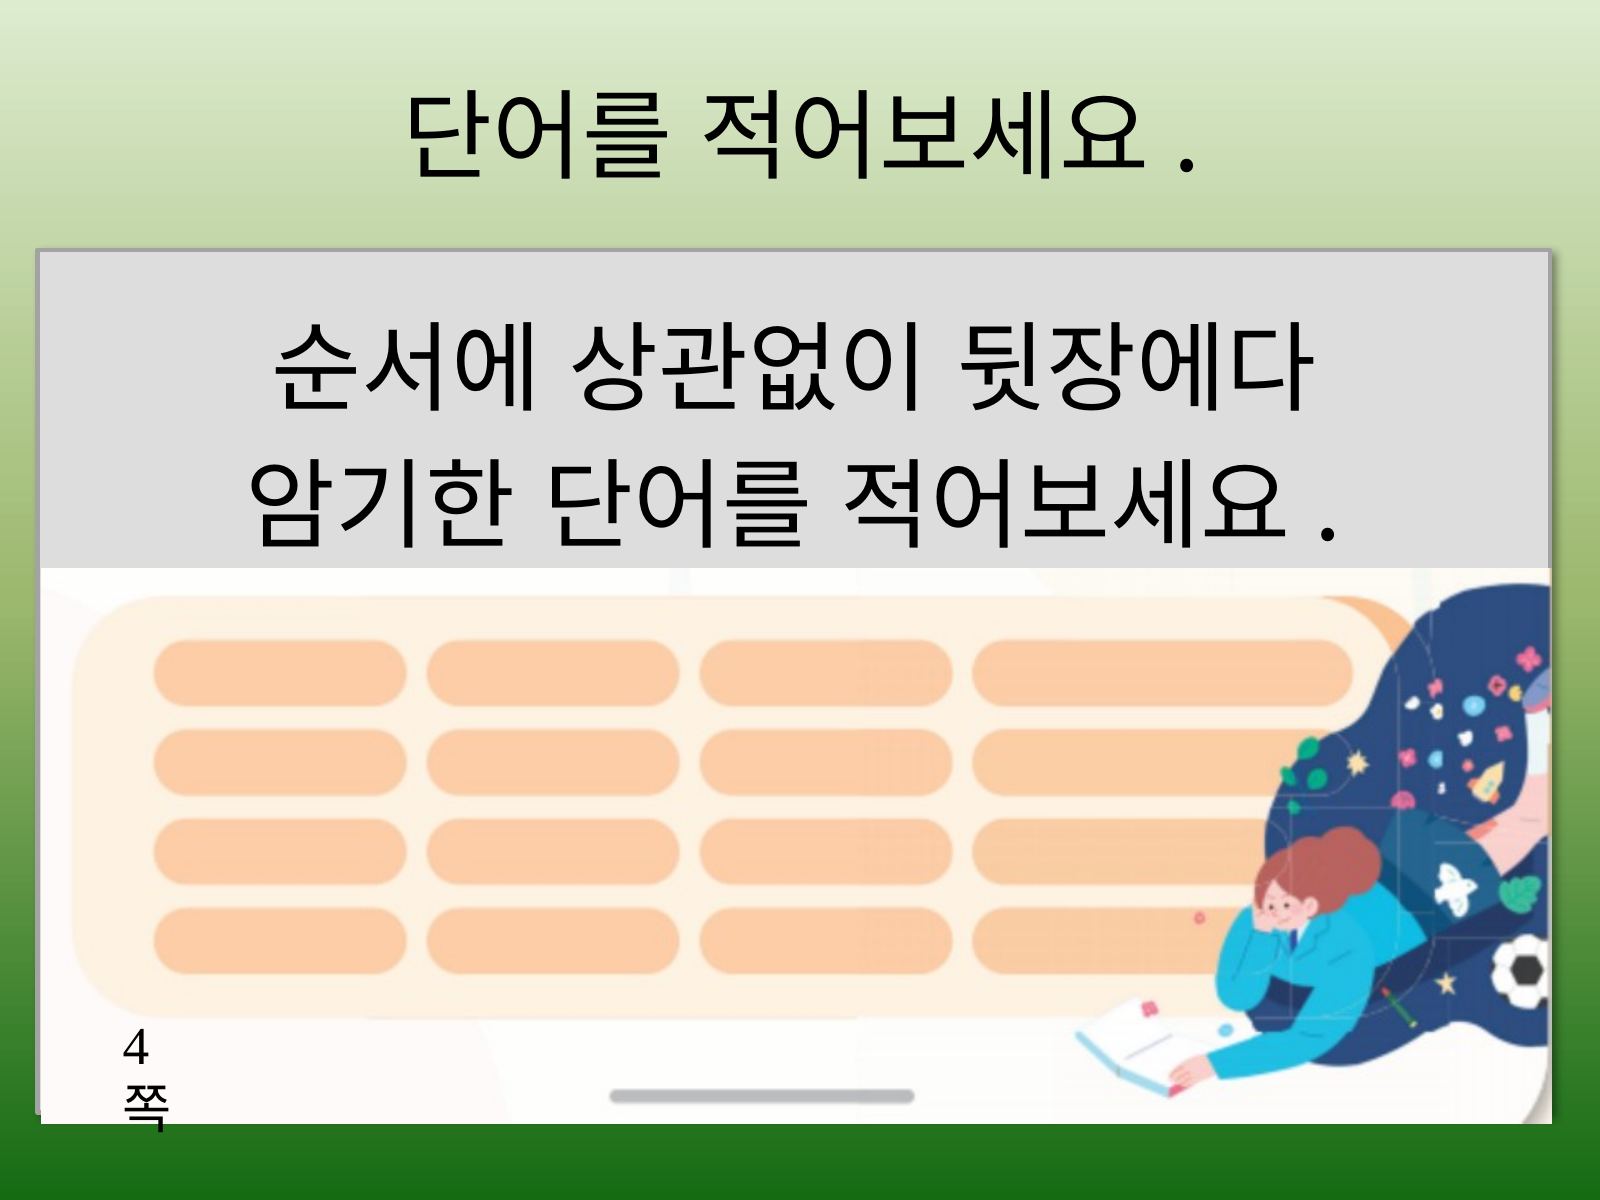 단어를 적어보세요 .
순서에 상관없이 뒷장에다
암기한 단어를 적어보세요 .
4
쪽